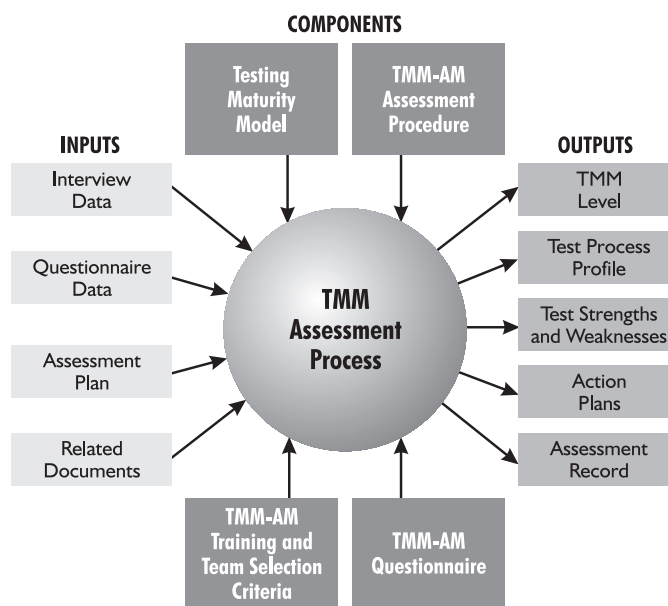 COMPONENTS
Testing
Maturity
Model
TMM-AM
Assessment
Procedure
INPUTS
Interview
Data
Questionnaire
Data
Assessment
Plan
Related
Documents
TMM
Assessment
Process
OUTPUTS
TMM
Level
Test Process
Profile
Test Strengths
and Weaknesses
Action
Plans
Assessment
Record
TMM-AM
Training and
Team Selection
Criteria
TMM-AM
Questionnaire